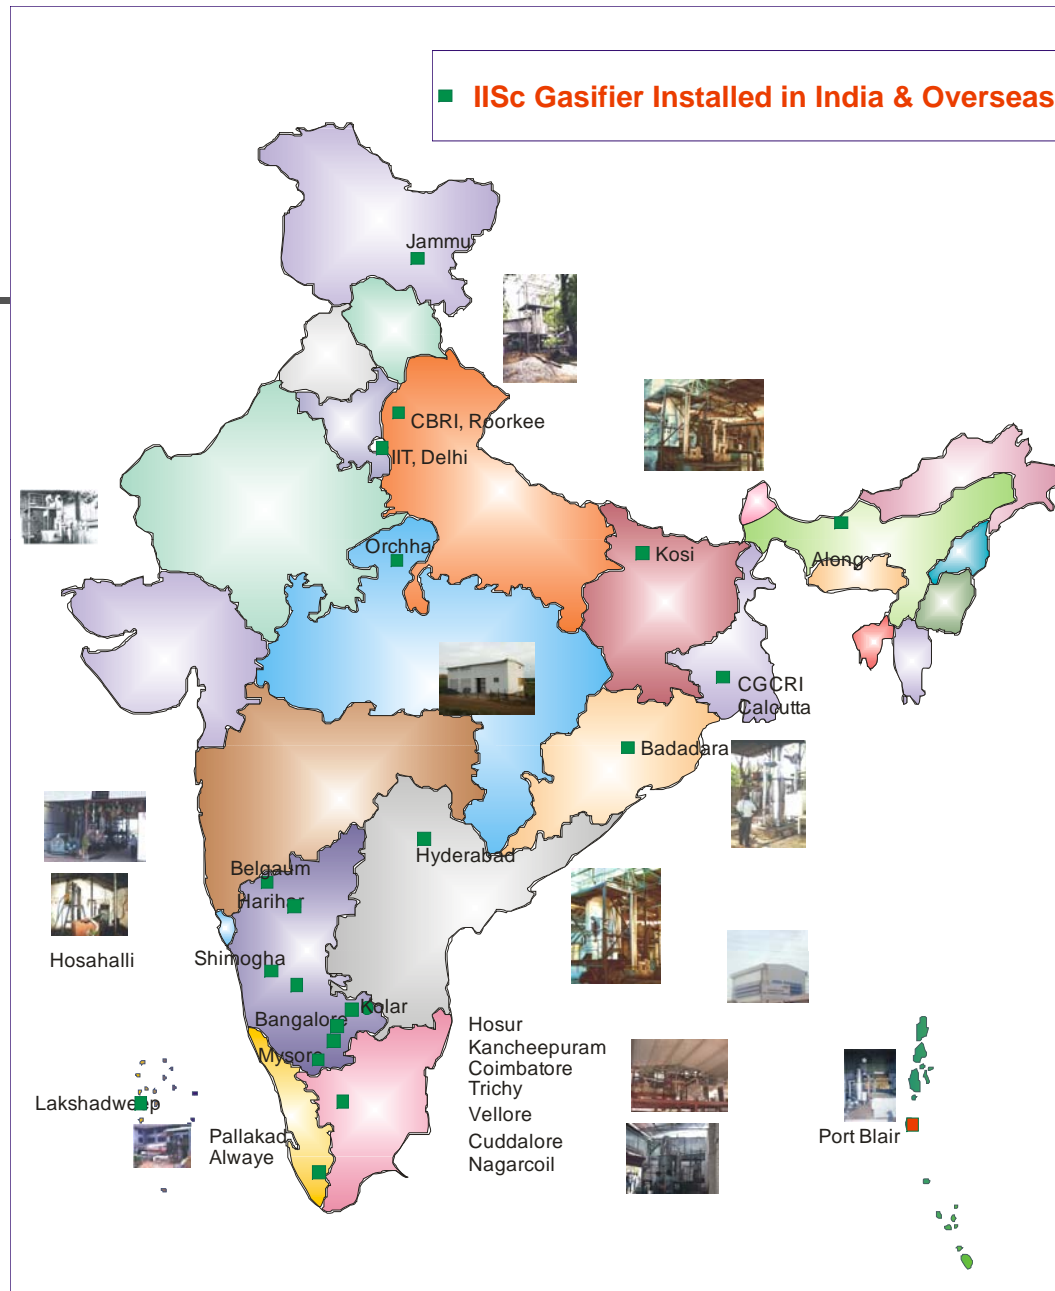 IISc Gasifier Installed in India & Overseas
Jammu
CBRI, Roorkee
IIT, Delhi
Orchha
Kosi
Along
CGCRI
Calcutta
Badadara
Hyderabad
Belgaum
Harihar
Hosahalli
Shimogha
Kolar
Bangalore
Mysore
Hosur
Kancheepuram
Coimbatore
Trichy
Vellore
Cuddalore
Nagarcoil
Lakshadweep
Pallakad
Alwaye
Port Blair